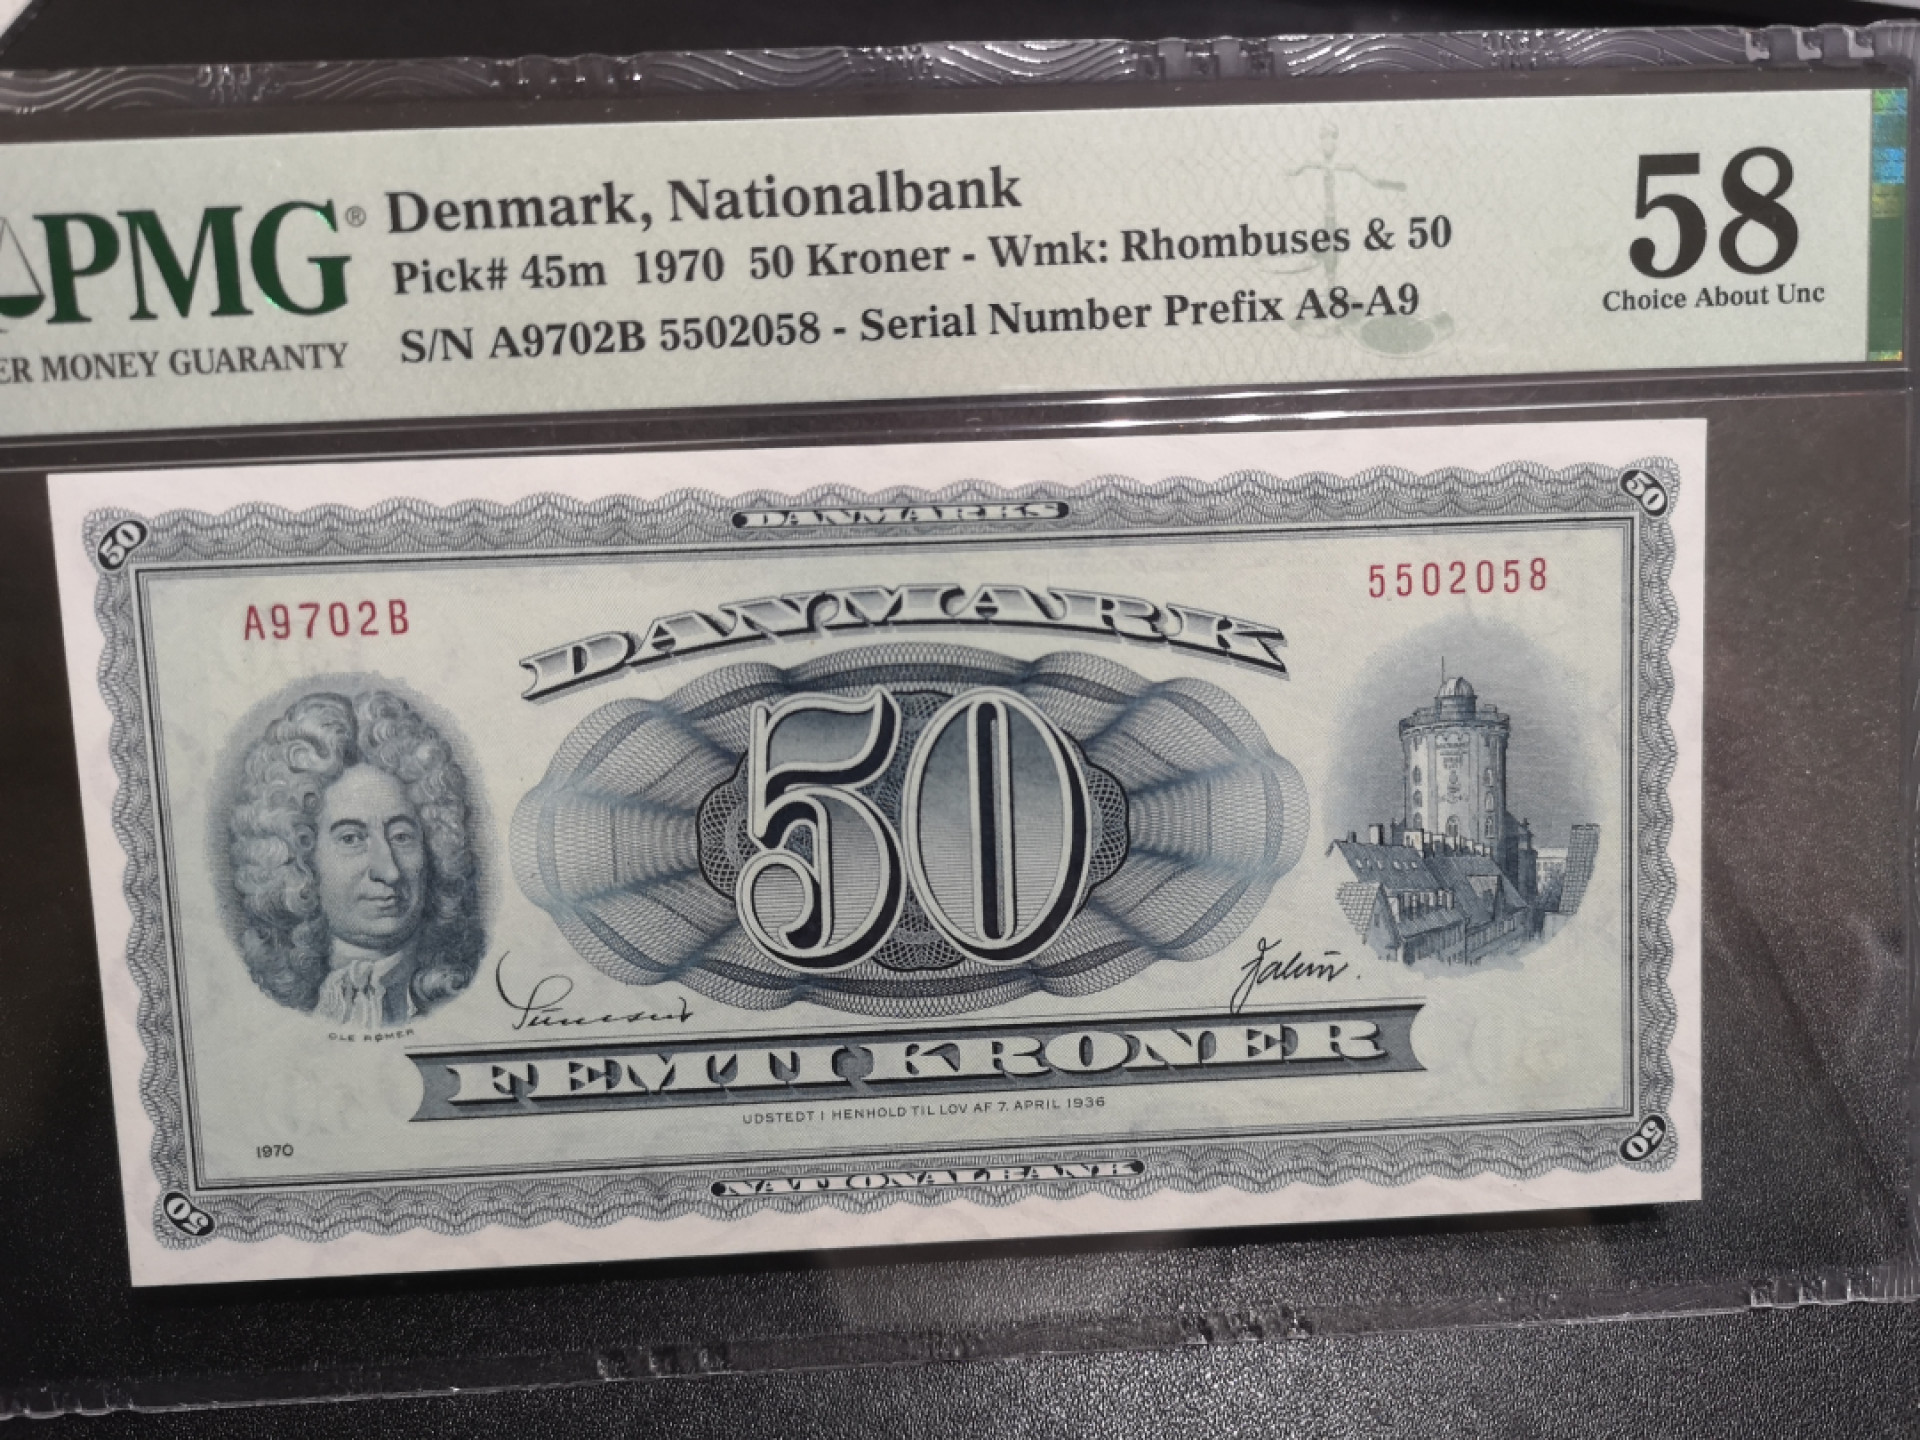 PMG®
ER MONEY GUARANTY
Denmark, Nationalbank
Pick# 45m 1970 50 Kroner - Wmk: Rhombuses & 50
S/N A9702B 5502058 - Serial Number Prefix A8-A9
58
Choice About Unc
50
DANMARKS
50
A9702B
5502058
DANMARK
50
OLE RØMER
FEMTI KRONER
UDSTEDT I HENHOLD TIL LOV AF 7. APRIL 1936
1970
50
NATIONALBANK
50